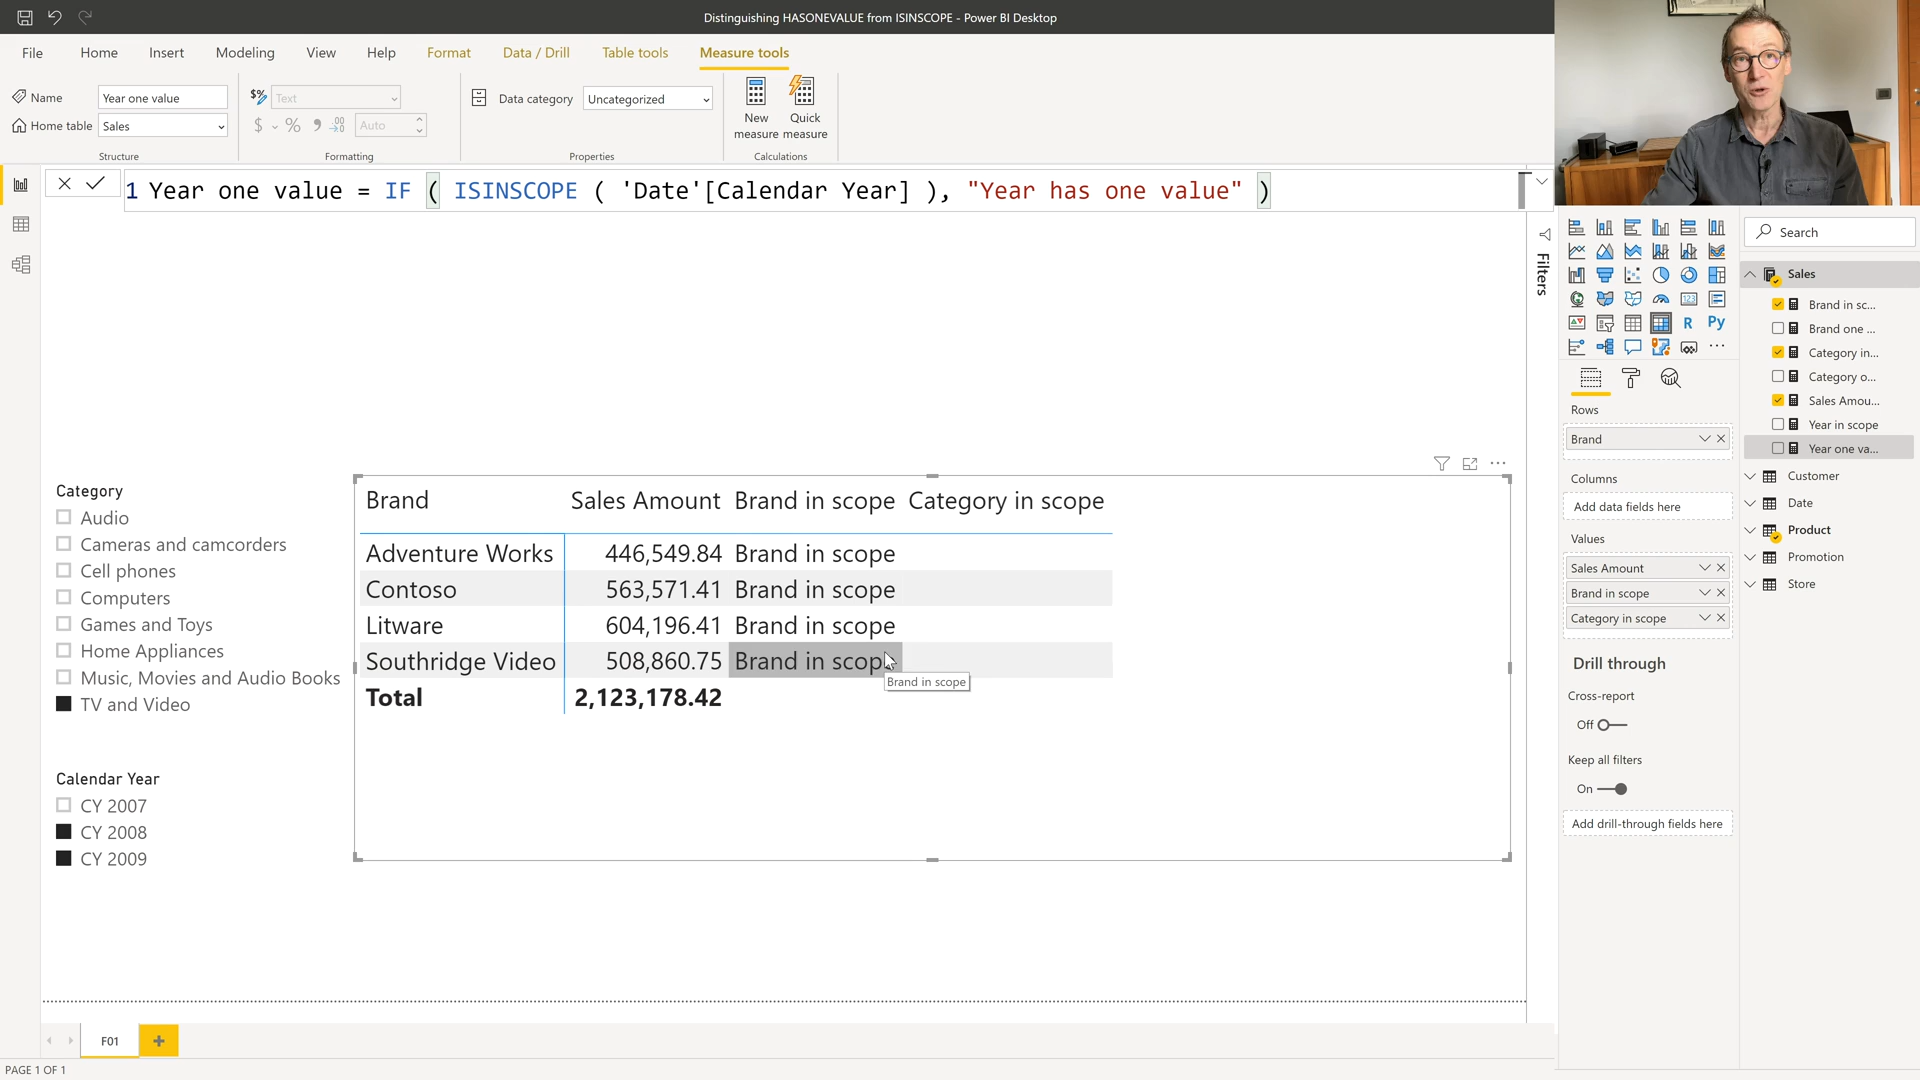 Distinguishing HASONEVALUE from ISINSCOPE - Power BI Desktop
File Home Insert Modeling View Help Format Data / Drill Table tools Measure tools
Name Year one value
Home table Sales
Structure
Text
$ % Auto
Formatting
Data category Uncategorized
Properties
New measure
Quick measure
Calculations
1 Year one value = IF ( ISINSCOPE ( 'Date'[Calendar Year] ), "Year has one value" )
Category
Audio
Cameras and camcorders
Cell phones
Computers
Games and Toys
Home Appliances
Music, Movies and Audio Books
TV and Video
Calendar Year
CY 2007
CY 2008
CY 2009
Brand Sales Amount Brand in scope Category in scope
Adventure Works 446,549.84 Brand in scope
Contoso 563,571.41 Brand in scope
Litware 604,196.41 Brand in scope
Southridge Video 508,860.75 Brand in scope
Brand in scope
Total 2,123,178.42
Filters
R Py
Rows
Brand
Columns
Add data fields here
Values
Sales Amount
Brand in scope
Category in scope
Drill through
Cross-report
Off
Keep all filters
On
Add drill-through fields here
Search
Sales
Brand in sc...
Brand one ...
Category in...
Category o...
Sales Amou...
Year in scope
Year one va...
Customer
Date
Product
Promotion
Store
F01
PAGE 1 OF 1